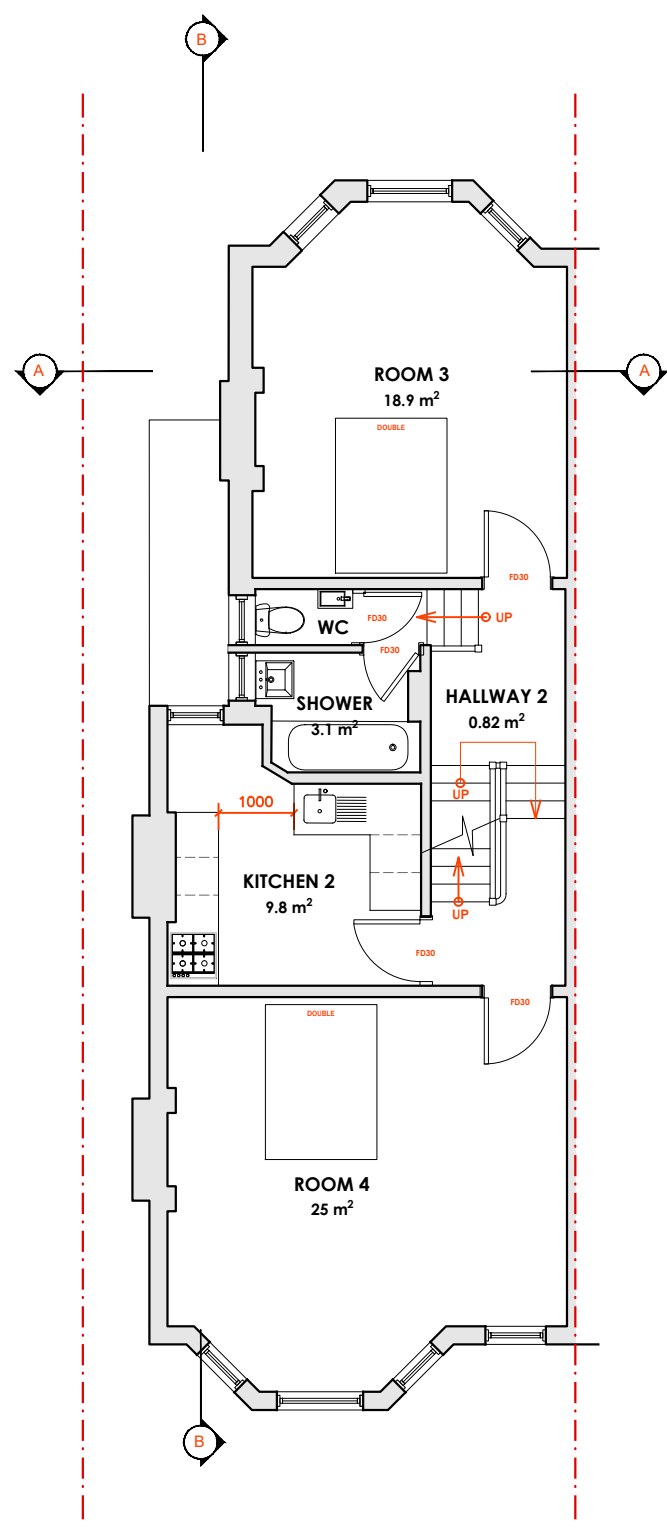 B
A
A
ROOM 3
18.9 m²
DOUBLE
FD30
WC
FD30
UP
FD30
SHOWER
3.1 m²
HALLWAY 2
0.82 m²
UP
1000
KITCHEN 2
9.8 m²
UP
FD30
FD30
DOUBLE
ROOM 4
25 m²
B